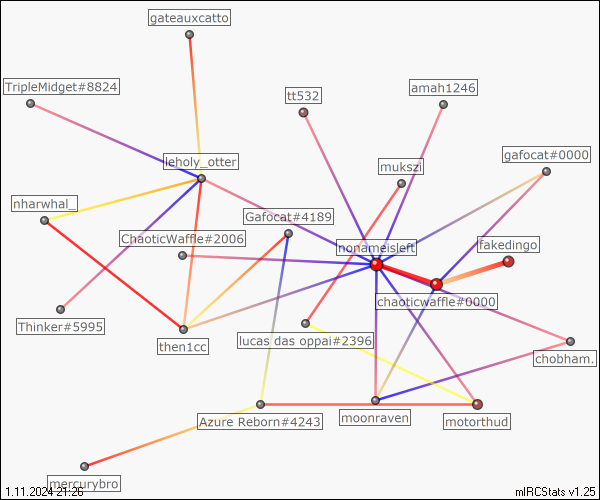 gateauxcatto
TripleMidget#8824
tt532
amah1246
gafocat#0000
leholy_otter
mukszi
nharwhal_
Gafocat#4189
ChaoticWaffle#2006
nonameisleft
fakedingo
chaoticwaffle#0000
Thinker#5995
then1cc
lucas das oppai#2396
chobham.
Azure Reborn#4243
moonraven
motorthud
mercurybro
1.11.2024 21:26
mIRCStats v1.25